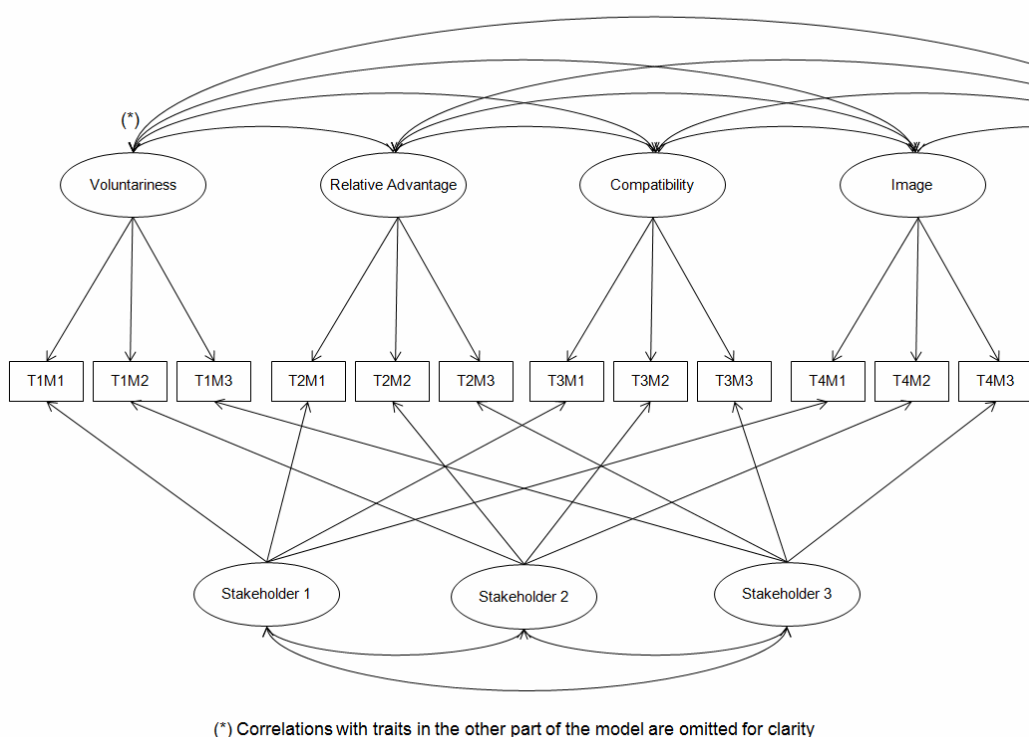 (*)
Voluntariness
Relative Advantage
Compatibility
Image
T1M1
T1M2
T1M3
T2M1
T2M2
T2M3
T3M1
T3M2
T3M3
T4M1
T4M2
T4M3
Stakeholder 1
Stakeholder 2
Stakeholder 3
(*) Correlations with traits in the other part of the model are omitted for clarity